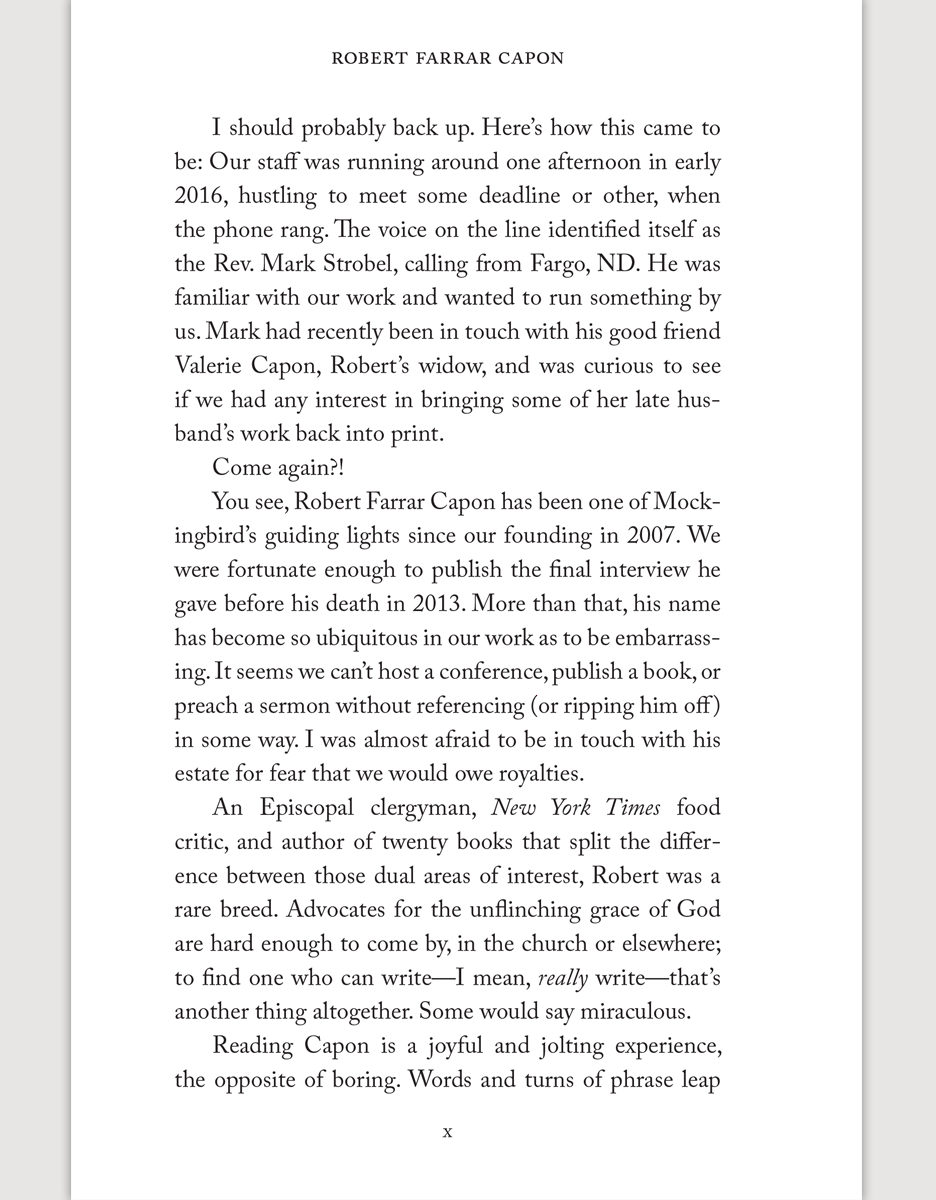 ROBERT FARRAR CAPON
I should probably back up. Here’s how this came to
be: Our staff was running around one afternoon in early
2016, hustling to meet some deadline or other, when
the phone rang. The voice on the line identified itself as
the Rev. Mark Strobel, calling from Fargo, ND. He was
familiar with our work and wanted to run something by
us. Mark had recently been in touch with his good friend
Valerie Capon, Robert’s widow, and was curious to see
if we had any interest in bringing some of her late hus-
band’s work back into print.
Come again?!
You see, Robert Farrar Capon has been one of Mock-
ingbird’s guiding lights since our founding in 2007. We
were fortunate enough to publish the final interview he
gave before his death in 2013. More than that, his name
has become so ubiquitous in our work as to be embarrass-
ing. It seems we can’t host a conference, publish a book, or
preach a sermon without referencing (or ripping him off)
in some way. I was almost afraid to be in touch with his
estate for fear that we would owe royalties.
An Episcopal clergyman, New York Times food
critic, and author of twenty books that split the differ-
ence between those dual areas of interest, Robert was a
rare breed. Advocates for the unflinching grace of God
are hard enough to come by, in the church or elsewhere;
to find one who can write—I mean, really write—that’s
another thing altogether. Some would say miraculous.
Reading Capon is a joyful and jolting experience,
the opposite of boring. Words and turns of phrase leap
x